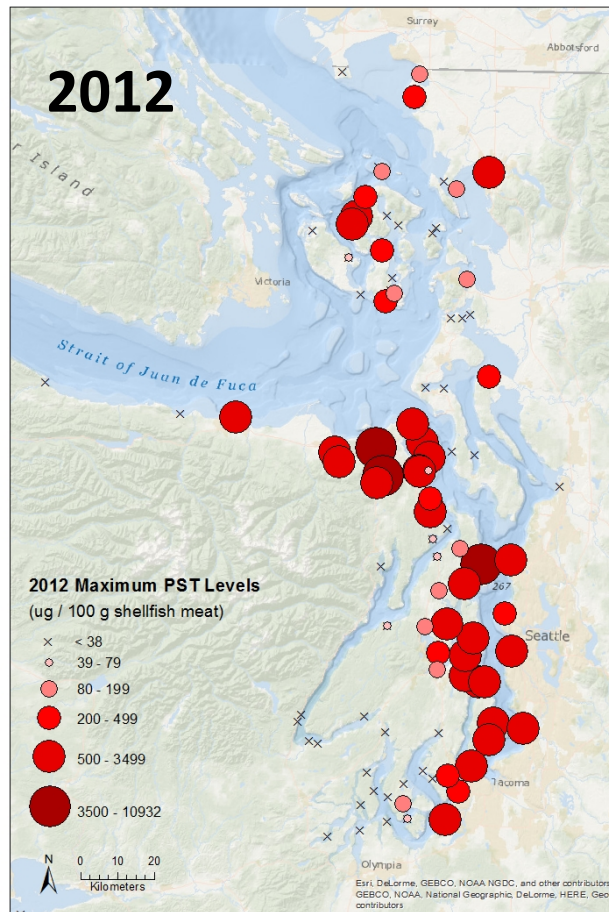 Surrey
Abbotsford
2012
r Island
Victoria
Strait of Juan de Fuca
2012 Maximum PST Levels
(ug / 100 g shellfish meat)
< 38
39 - 79
80 - 199
200 - 499
500 - 3499
3500 - 10932
267
Seattle
Tacoma
N
0 10 20
Kilometers
Olympia
Esri, DeLorme, GEBCO, NOAA NGDC, and other contributors
GEBCO, NOAA, National Geographic, DeLorme, HERE, Geo
contributors